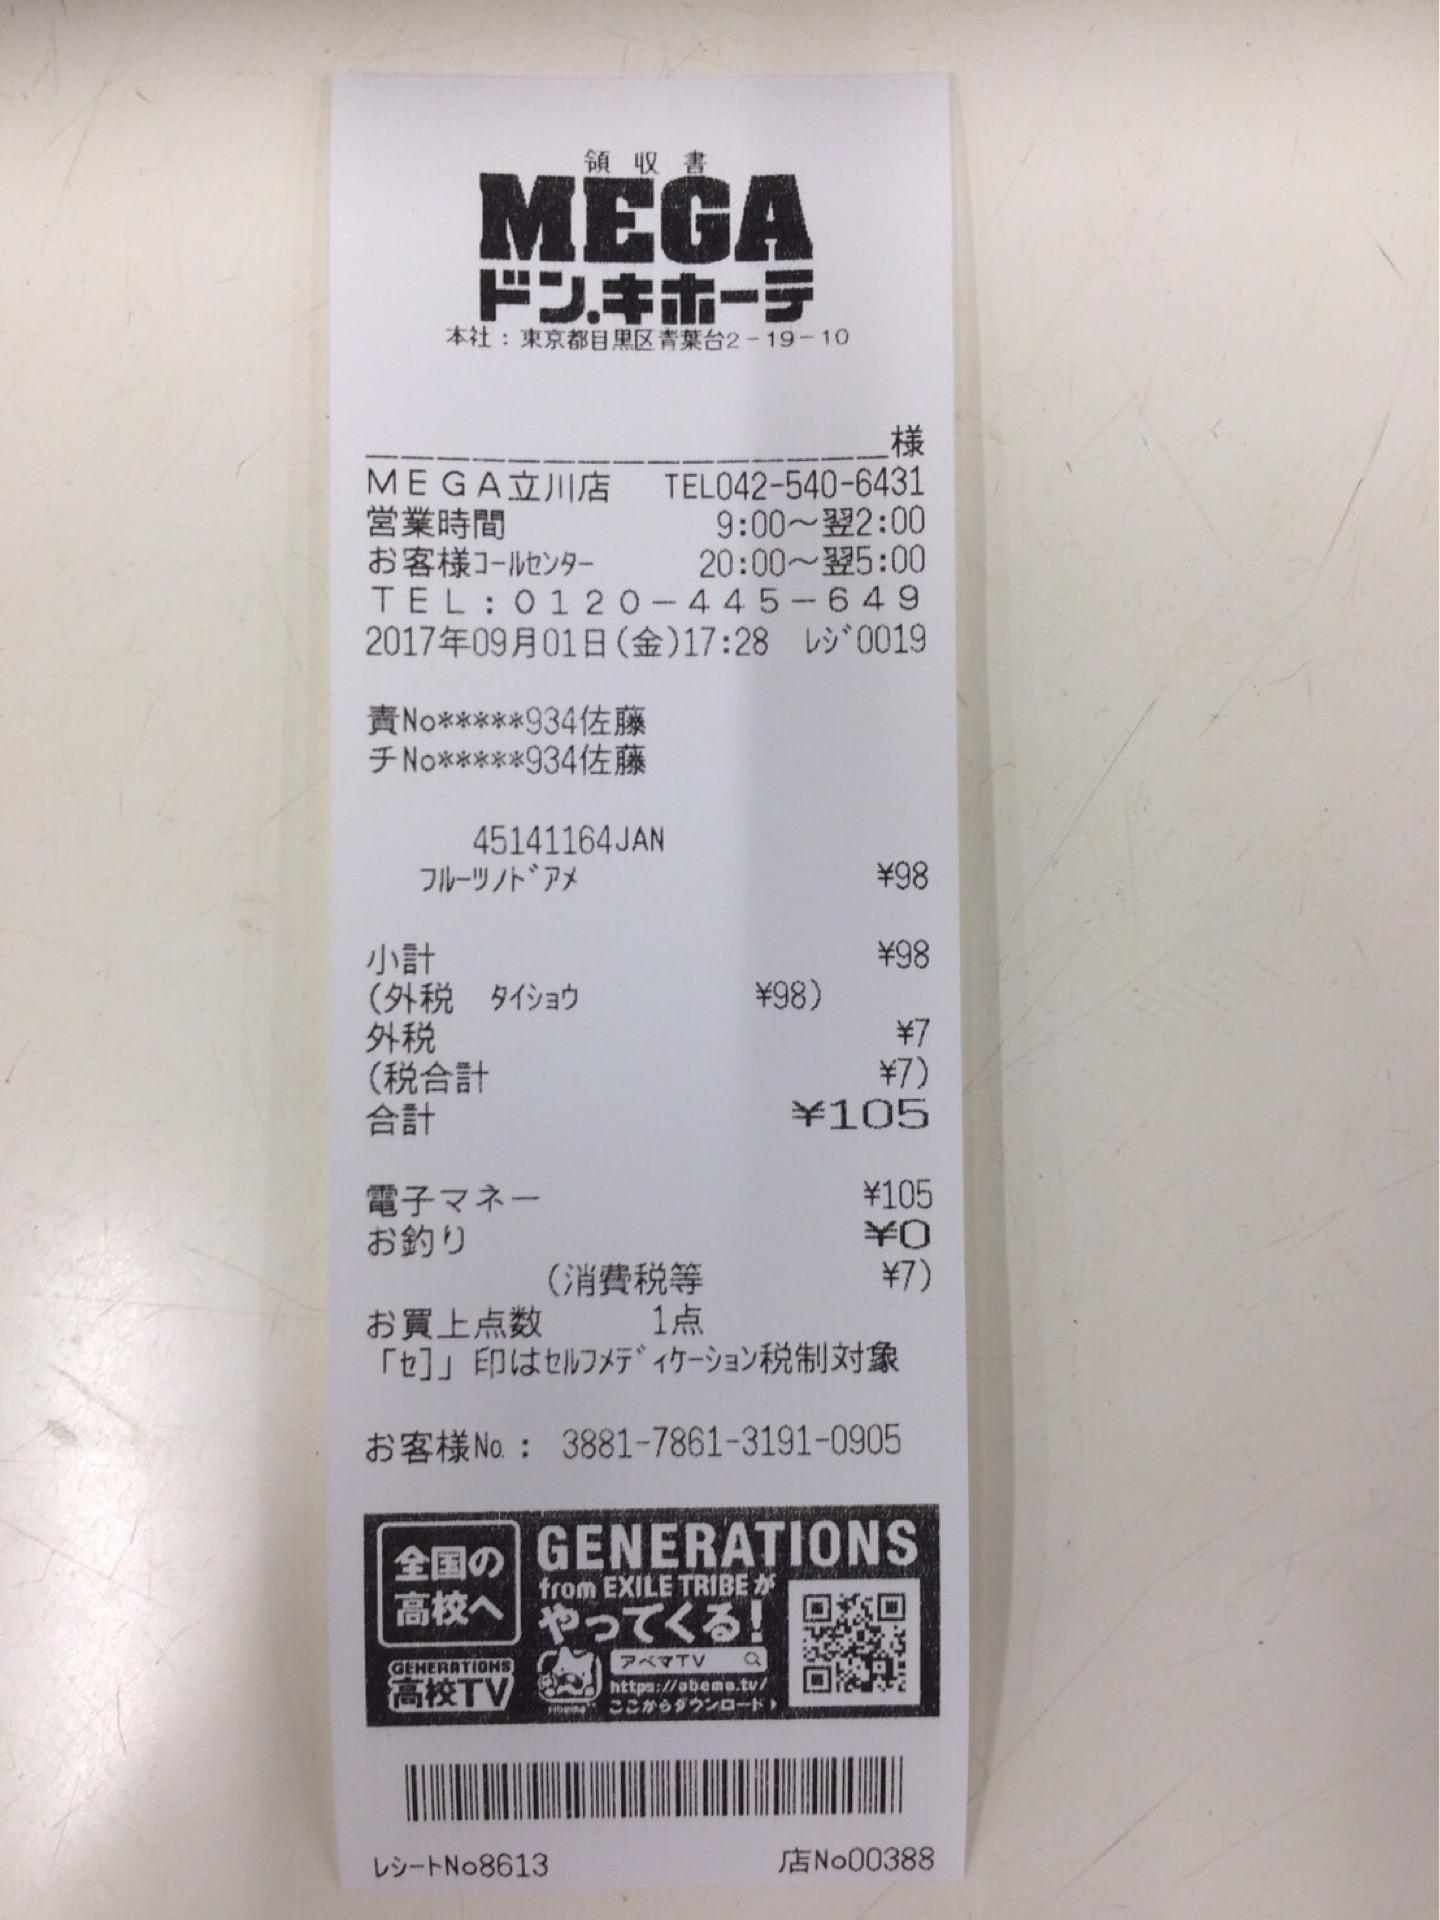 領収書
MEGA
ドン.キホーテ
本社：東京都目黒区青葉台2-19-10
様
ＭＥＧＡ立川店 TEL042-540-6431
営業時間 9:00～翌2:00
お客様ｺｰﾙｾﾝﾀｰ 20:00～翌5:00
ＴＥＬ：０１２０－４４５－６４９
2017年09月01日(金)17:28 ﾚｼﾞ0019
責No*****934佐藤
チNo*****934佐藤
45141164JAN
ﾌﾙｰﾂﾉﾄﾞｱﾒ ¥98
小計 ¥98
(外税 ﾀｲｼｮｳ ¥98)
外税 ¥7
(税合計 ¥7)
合計 ¥105
電子マネー ¥105
お釣り ¥0
(消費税等 ¥7)
お買上点数 1点
「ｾ]」印はｾﾙﾌﾒﾃﾞｨｹｰｼｮﾝ税制対象
お客様No.： 3881-7861-3191-0905
全国の
高校へ
GENERATIONS
高校TV
GENERATIONS
from EXILE TRIBEが
やってくる！
アベマTV
https://abema.tv/
ここからダウンロード
ﾚｼｰﾄNo8613 店No00388